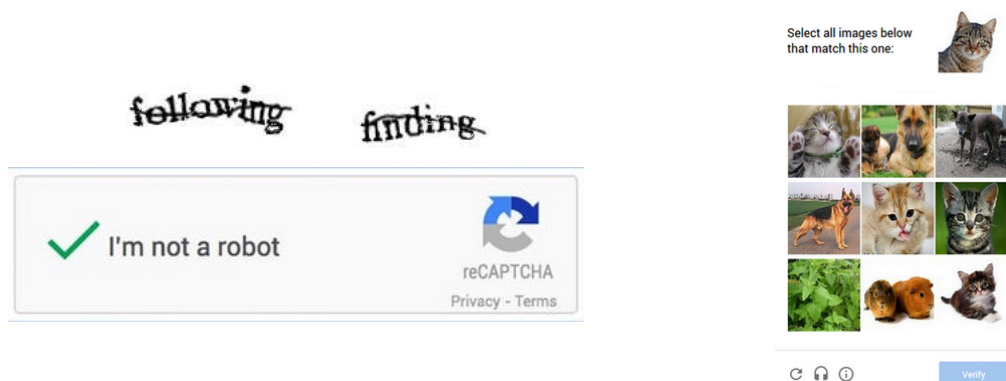 following finding
I'm not a robot
reCAPTCHA
Privacy - Terms
Select all images below
that match this one:
Verify